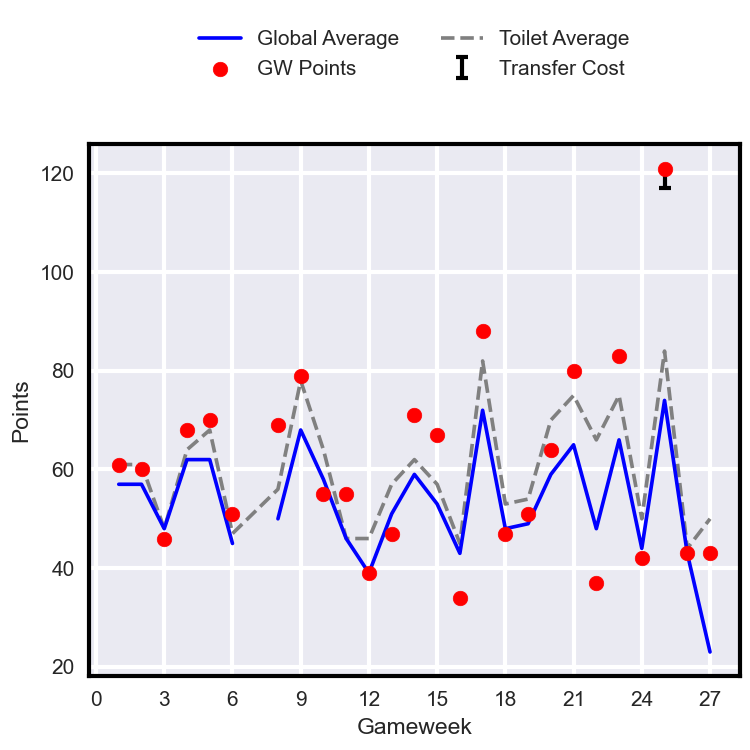 Global Average
Toilet Average
GW Points
Transfer Cost
120
100
80
60
40
20
Points
0 3 6 9 12 15 18 21 24 27
Gameweek